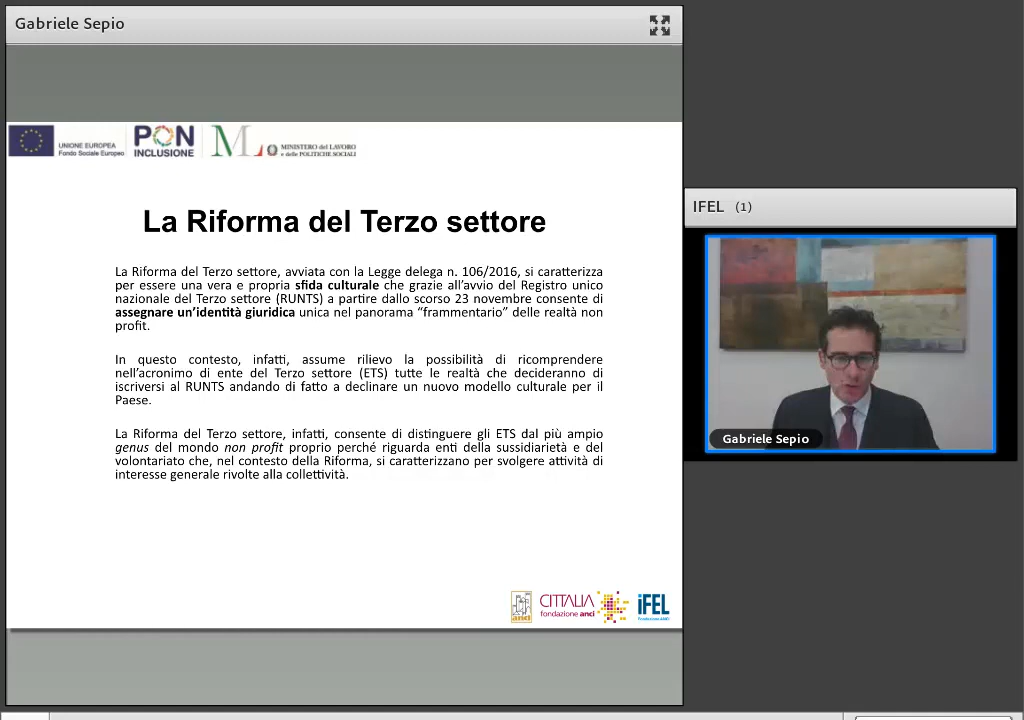 Gabriele Sepio
UNIONE EUROPEA
Fondo Sociale Europeo
PON
INCLUSIONE
ML
MINISTERO del LAVORO
e delle POLITICHE SOCIALI
La Riforma del Terzo settore
La Riforma del Terzo settore, avviata con la Legge delega n. 106/2016, si caratterizza
per essere una vera e propria sfida culturale che grazie all’avvio del Registro unico
nazionale del Terzo settore (RUNTS) a partire dallo scorso 23 novembre consente di
assegnare un’identità giuridica unica nel panorama “frammentario” delle realtà non
profit.
In questo contesto, infatti, assume rilievo la possibilità di ricomprendere
nell’acronimo di ente del Terzo settore (ETS) tutte le realtà che decideranno di
iscriversi al RUNTS andando di fatto a declinare un nuovo modello culturale per il
Paese.
La Riforma del Terzo settore, infatti, consente di distinguere gli ETS dal più ampio
genus del mondo non profit proprio perché riguarda enti della sussidiarietà e del
volontariato che, nel contesto della Riforma, si caratterizzano per svolgere attività di
interesse generale rivolte alla collettività.
anci
CITTALIA
fondazione anci
iFEL
Fondazione ANCI
IFEL (1)
Gabriele Sepio